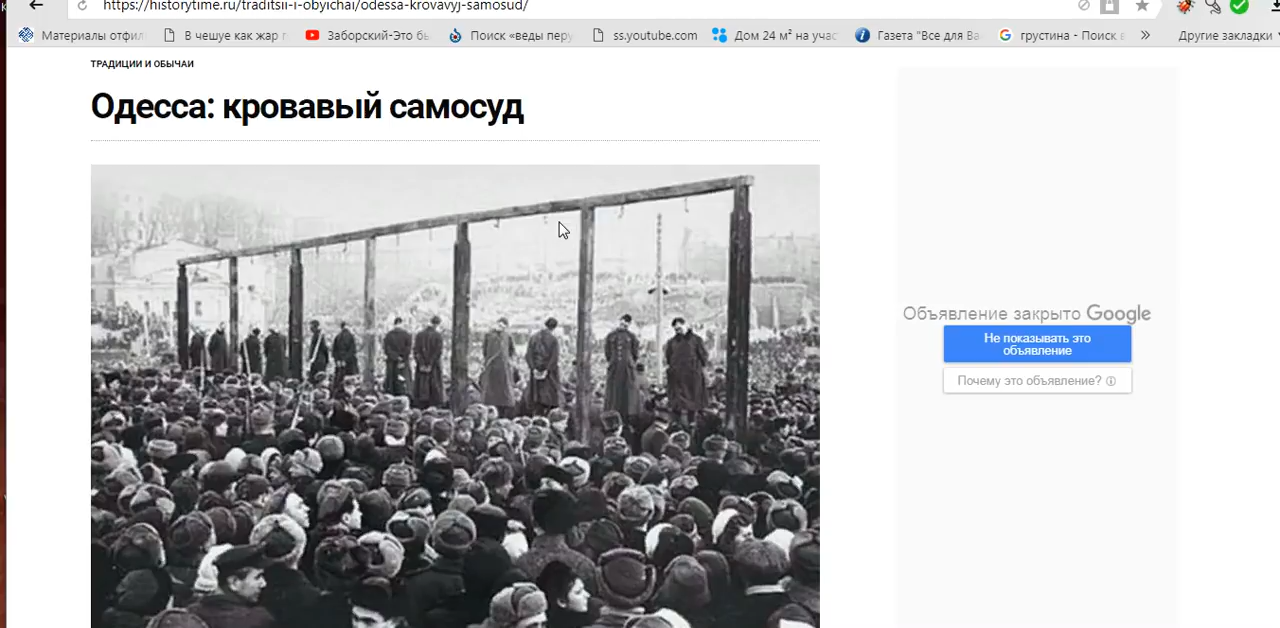 https://historytime.ru/traditsii-i-obyichai/odessa-krovavyj-samosud/
Материалы отфил
В чешуе как жар г
Заборский-Это бы
Поиск «веды перу
ss.youtube.com
Дом 24 м² на учас
Газета "Все для Ва
грустина - Поиск в
Другие закладки
ТРАДИЦИИ И ОБЫЧАИ
Одесса: кровавый самосуд
Объявление закрыто Google
Не показывать это
объявление
Почему это объявление?